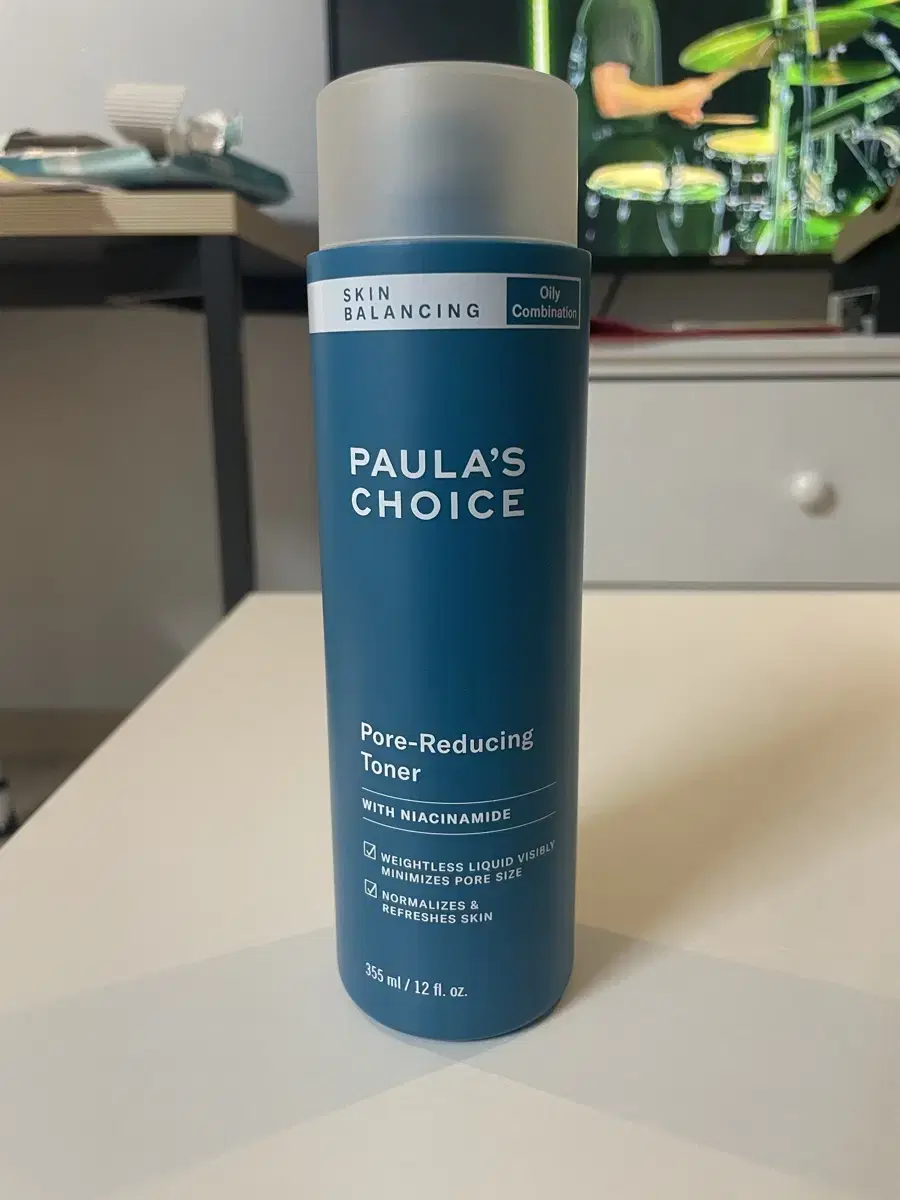 SKIN
BALANCING
Oily
Combination
PAULA'S
CHOICE
Pore-Reducing
Toner
WITH NIACINAMIDE
WEIGHTLESS LIQUID VISIBLY
MINIMIZES PORE SIZE
NORMALIZES &
REFRESHES SKIN
355 ml / 12 fl. oz.